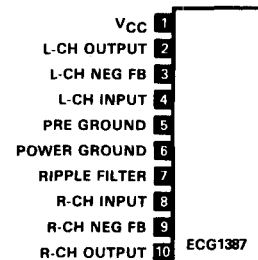 VCC 1
L-CH OUTPUT 2
L-CH NEG FB 3
L-CH INPUT 4
PRE GROUND 5
POWER GROUND 6
RIPPLE FILTER 7
R-CH INPUT 8
R-CH NEG FB 9
R-CH OUTPUT 10 ECG1387